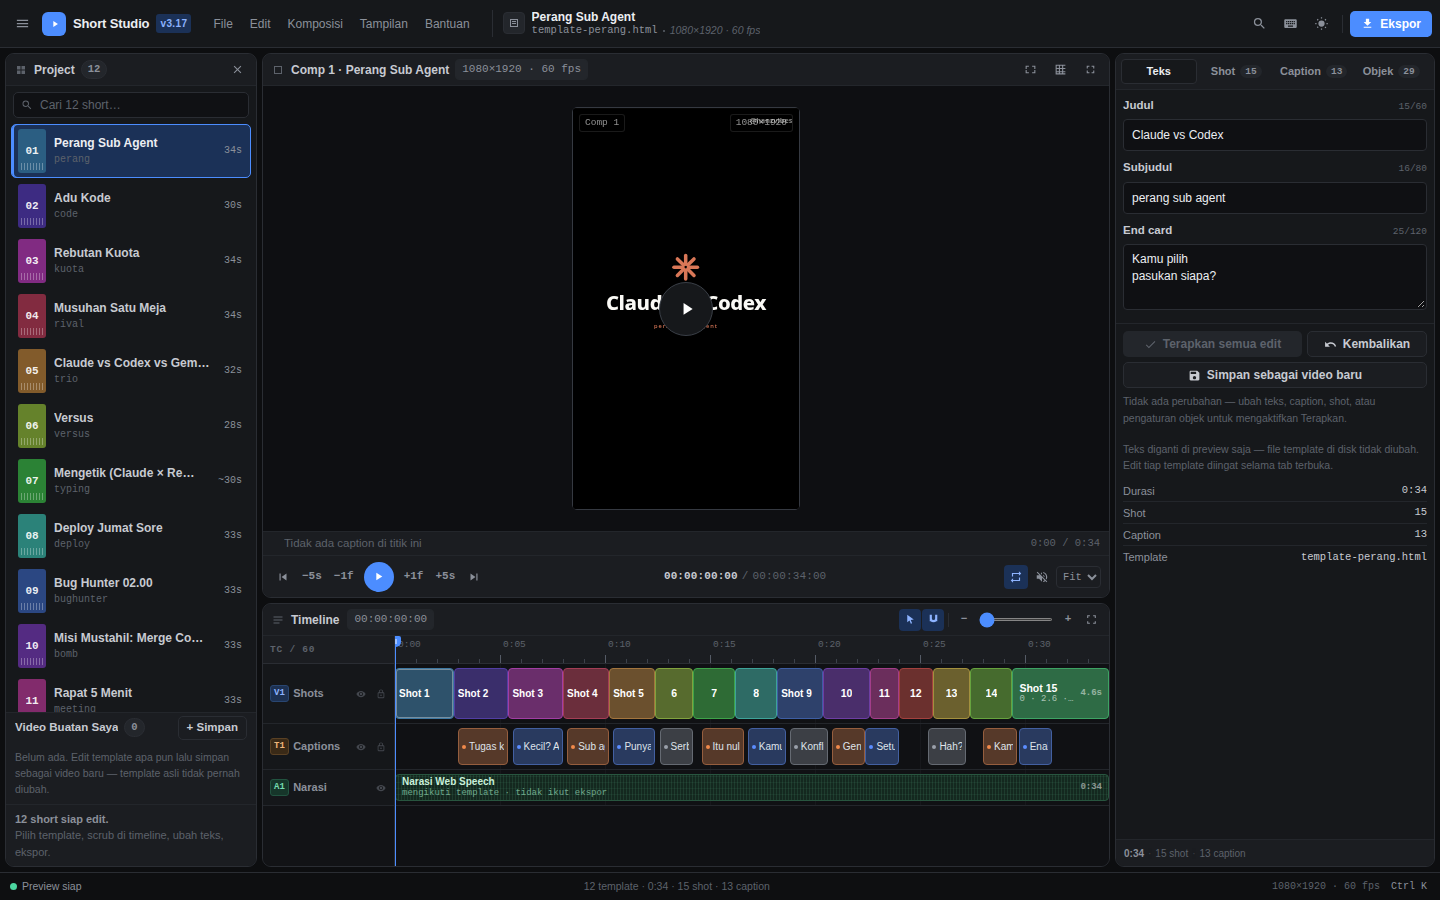 Short Studio v3.17 File Edit Komposisi Tampilan Bantuan
Perang Sub Agent
template-perang.html · 1080×1920 · 60 fps
Ekspor
Project 12
Cari 12 short…
01 Perang Sub Agent 34s
perang
02 Adu Kode 30s
code
03 Rebutan Kuota 34s
kuota
04 Musuhan Satu Meja 34s
rival
05 Claude vs Codex vs Gem… 32s
trio
06 Versus 28s
versus
07 Mengetik (Claude × Re… ~30s
typing
08 Deploy Jumat Sore 33s
deploy
09 Bug Hunter 02.00 33s
bughunter
10 Misi Mustahil: Merge Co… 33s
bomb
11 Rapat 5 Menit 33s
meeting
Video Buatan Saya 0 + Simpan
Belum ada. Edit template apa pun lalu simpan
sebagai video baru — template asli tidak pernah
diubah.
12 short siap edit.
Pilih template, scrub di timeline, ubah teks,
ekspor.
Comp 1 · Perang Sub Agent 1080×1920 · 60 fps
Comp 1 1080×1920
Claud Codex
Tidak ada caption di titik ini 0:00 / 0:34
−5s −1f +1f +5s 00:00:00:00 / 00:00:34:00 Fit
Timeline 00:00:00:00 − +
TC / 60 0:00 0:05 0:10 0:15 0:20 0:25 0:30
V1 Shots Shot 1 Shot 2 Shot 3 Shot 4 Shot 5 6 7 8 Shot 9 10 11 12 13 14 Shot 15 4.6s
0 · 2.6 ·…
T1 Captions Tugas k Kecil? A Sub a Punya Serb Itu nul Kamu Konfl Gen Setu Hah? Kam Ena
A1 Narasi Narasi Web Speech 0:34
mengikuti template · tidak ikut ekspor
Teks Shot 15 Caption 13 Objek 29
Judul 15/60
Claude vs Codex
Subjudul 16/80
perang sub agent
End card 25/120
Kamu pilih
pasukan siapa?
Terapkan semua edit Kembalikan
Simpan sebagai video baru
Tidak ada perubahan — ubah teks, caption, shot, atau
pengaturan objek untuk mengaktifkan Terapkan.
Teks diganti di preview saja — file template di disk tidak diubah.
Edit tiap template diingat selama tab terbuka.
Durasi 0:34
Shot 15
Caption 13
Template template-perang.html
0:34 · 15 shot · 13 caption
Preview siap 12 template · 0:34 · 15 shot · 13 caption 1080×1920 · 60 fps Ctrl K